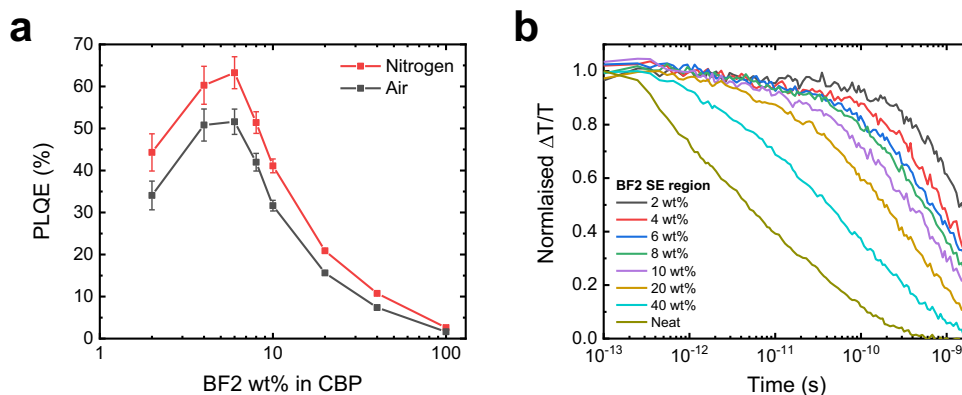 a
70
60
50
40
30
20
10
0
PLQE (%)
Nitrogen
Air
1
10
100
BF2 wt% in CBP
b
1.0
0.8
0.6
0.4
0.2
0.0
Normlaised ΔT/T
BF2 SE region
2 wt%
4 wt%
6 wt%
8 wt%
10 wt%
20 wt%
40 wt%
Neat
10⁻¹³
10⁻¹²
10⁻¹¹
10⁻¹⁰
10⁻⁹
Time (s)